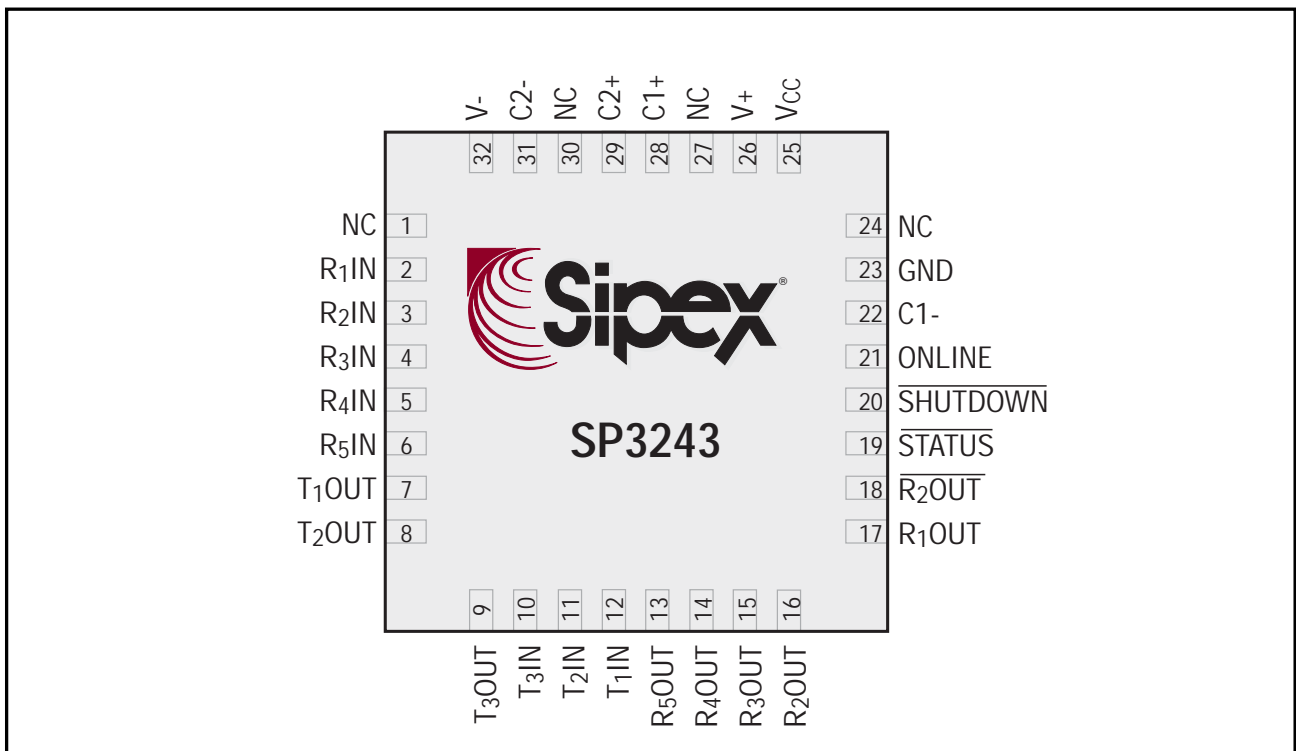 V- C2- NC C2+ C1+ NC V+ VCC
32 31 30 29 28 27 26 25
NC 1
R1IN 2
R2IN 3
R3IN 4
R4IN 5
R5IN 6
T1OUT 7
T2OUT 8
Sipex®
SP3243
24 NC
23 GND
22 C1-
21 ONLINE
20 SHUTDOWN
19 STATUS
18 R2OUT
17 R1OUT
9 10 11 12 13 14 15 16
T3OUT T3IN T2IN T1IN R5OUT R4OUT R3OUT R2OUT